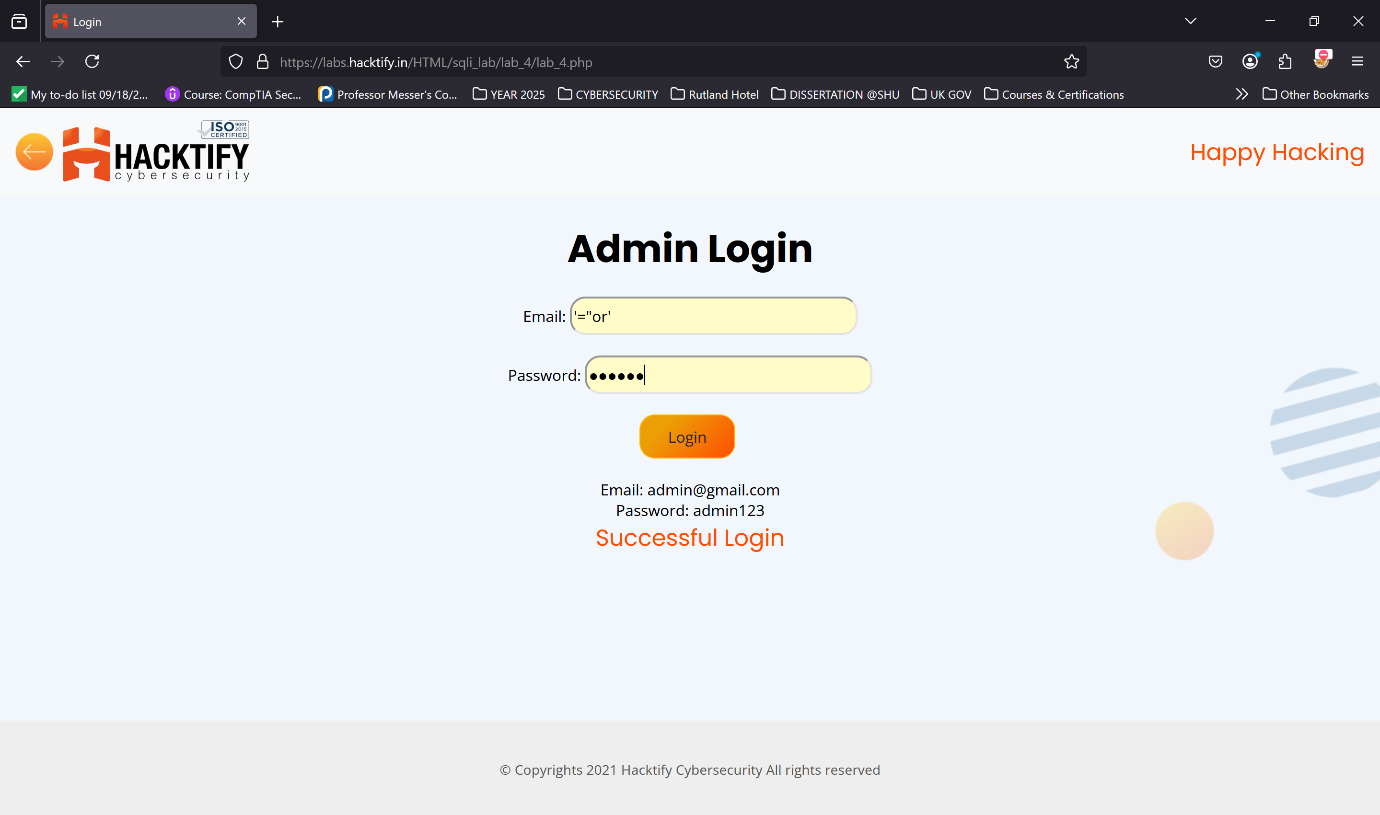 Login
https://labs.hacktify.in/HTML/sqli_lab/lab_4/lab_4.php
My to-do list 09/18/2... Course: CompTIA Sec... Professor Messer's Co... YEAR 2025 CYBERSECURITY Rutland Hotel DISSERTATION @SHU UK GOV Courses & Certifications Other Bookmarks
ISO 9001 2015
CERTIFIED
HACKTIFY
cybersecurity
Happy Hacking
Admin Login
Email: '="or'
Password: ●●●●●●
Login
Email: admin@gmail.com
Password: admin123
Successful Login
© Copyrights 2021 Hacktify Cybersecurity All rights reserved